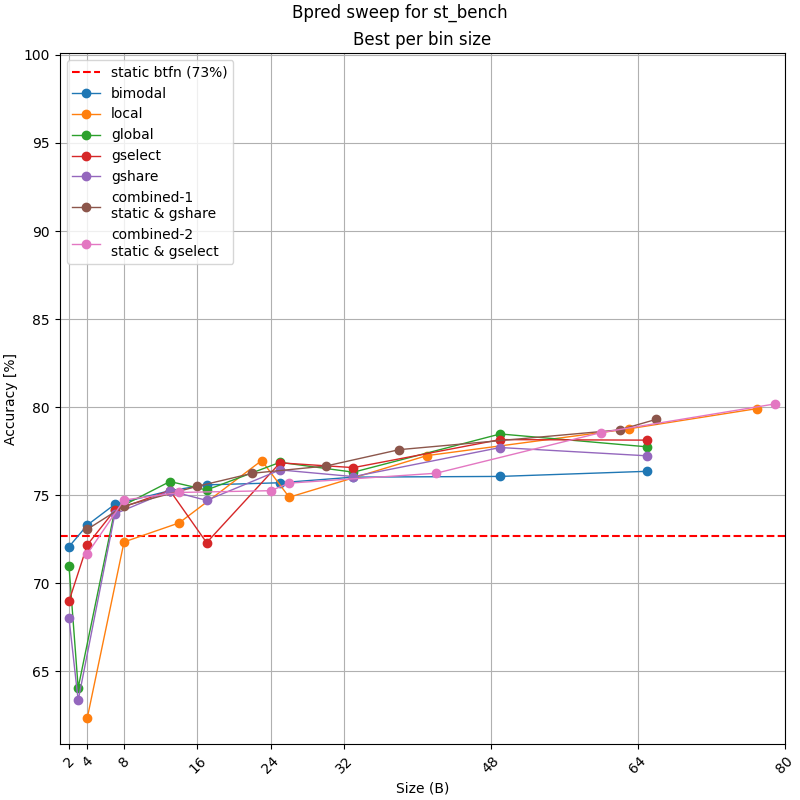 Bpred sweep for st_bench
Best per bin size
100
95
90
85
80
75
70
65
Accuracy [%]
static btfn (73%)
bimodal
local
global
gselect
gshare
combined-1
static & gshare
combined-2
static & gselect
2
4
8
16
24
32
48
64
80
Size (B)